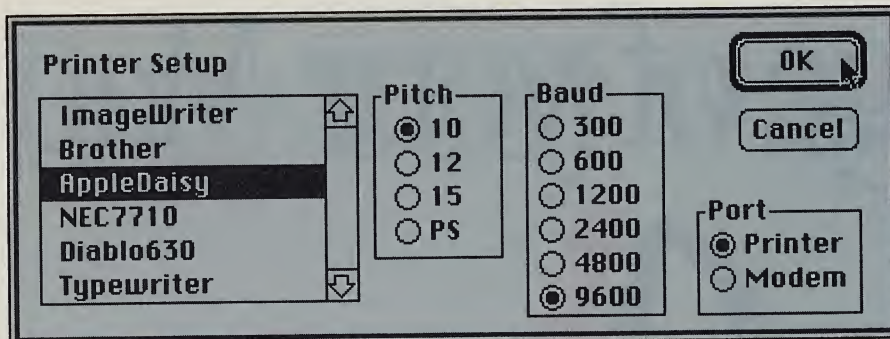 Printer Setup
ImageWriter
Brother
AppleDaisy
NEC7710
Diablo630
Typewriter
Pitch
10
12
15
PS
Baud
300
600
1200
2400
4800
9600
OK
Cancel
Port
Printer
Modem